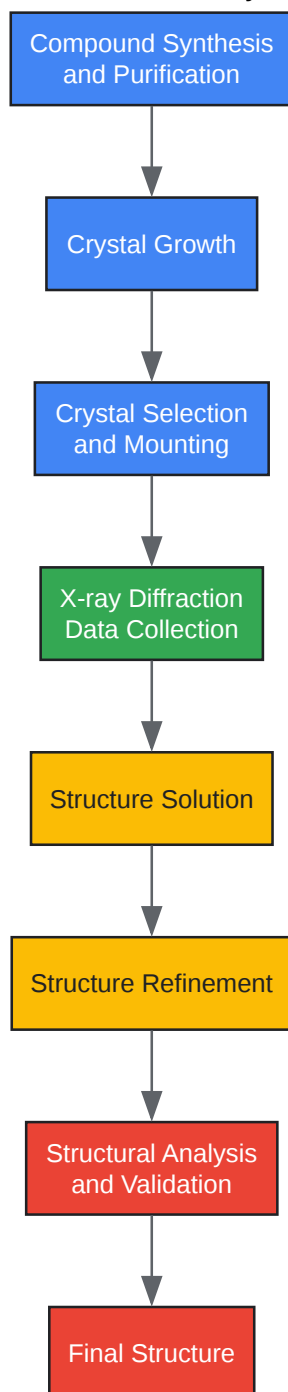 Compound Synthesis
and Purification
Crystal Growth
Crystal Selection
and Mounting
X-ray Diffraction
Data Collection
Structure Solution
Structure Refinement
Structural Analysis
and Validation
Final Structure